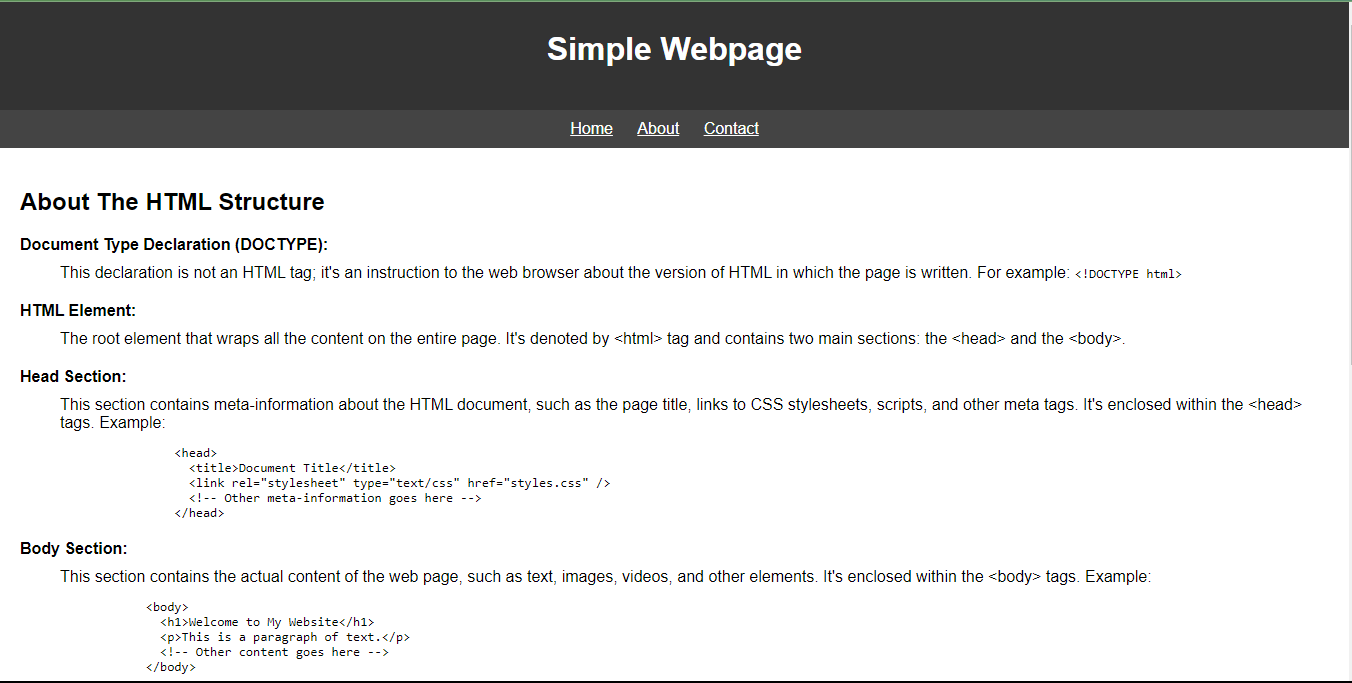 Simple Webpage
Home About Contact
About The HTML Structure
Document Type Declaration (DOCTYPE):
This declaration is not an HTML tag; it's an instruction to the web browser about the version of HTML in which the page is written. For example: <!DOCTYPE html>
HTML Element:
The root element that wraps all the content on the entire page. It's denoted by <html> tag and contains two main sections: the <head> and the <body>.
Head Section:
This section contains meta-information about the HTML document, such as the page title, links to CSS stylesheets, scripts, and other meta tags. It's enclosed within the <head>
tags. Example:
<head>
  <title>Document Title</title>
  <link rel="stylesheet" type="text/css" href="styles.css" />
  <!-- Other meta-information goes here -->
</head>
Body Section:
This section contains the actual content of the web page, such as text, images, videos, and other elements. It's enclosed within the <body> tags. Example:
<body>
  <h1>Welcome to My Website</h1>
  <p>This is a paragraph of text.</p>
  <!-- Other content goes here -->
</body>